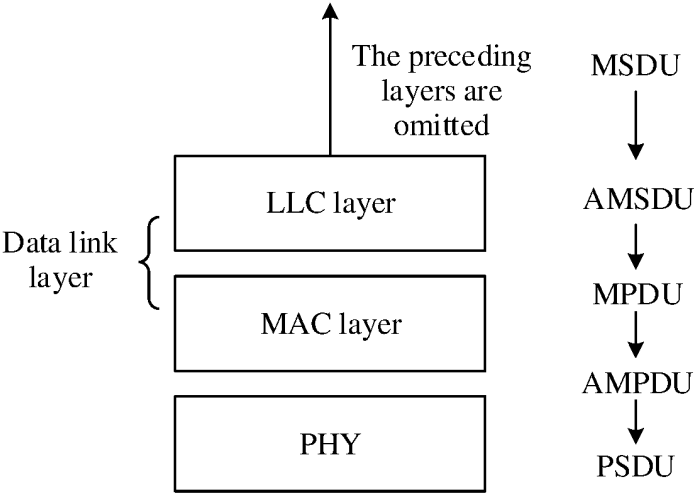 The preceding
layers are
omitted
LLC layer
Data link
layer
MAC layer
PHY
MSDU
AMSDU
MPDU
AMPDU
PSDU